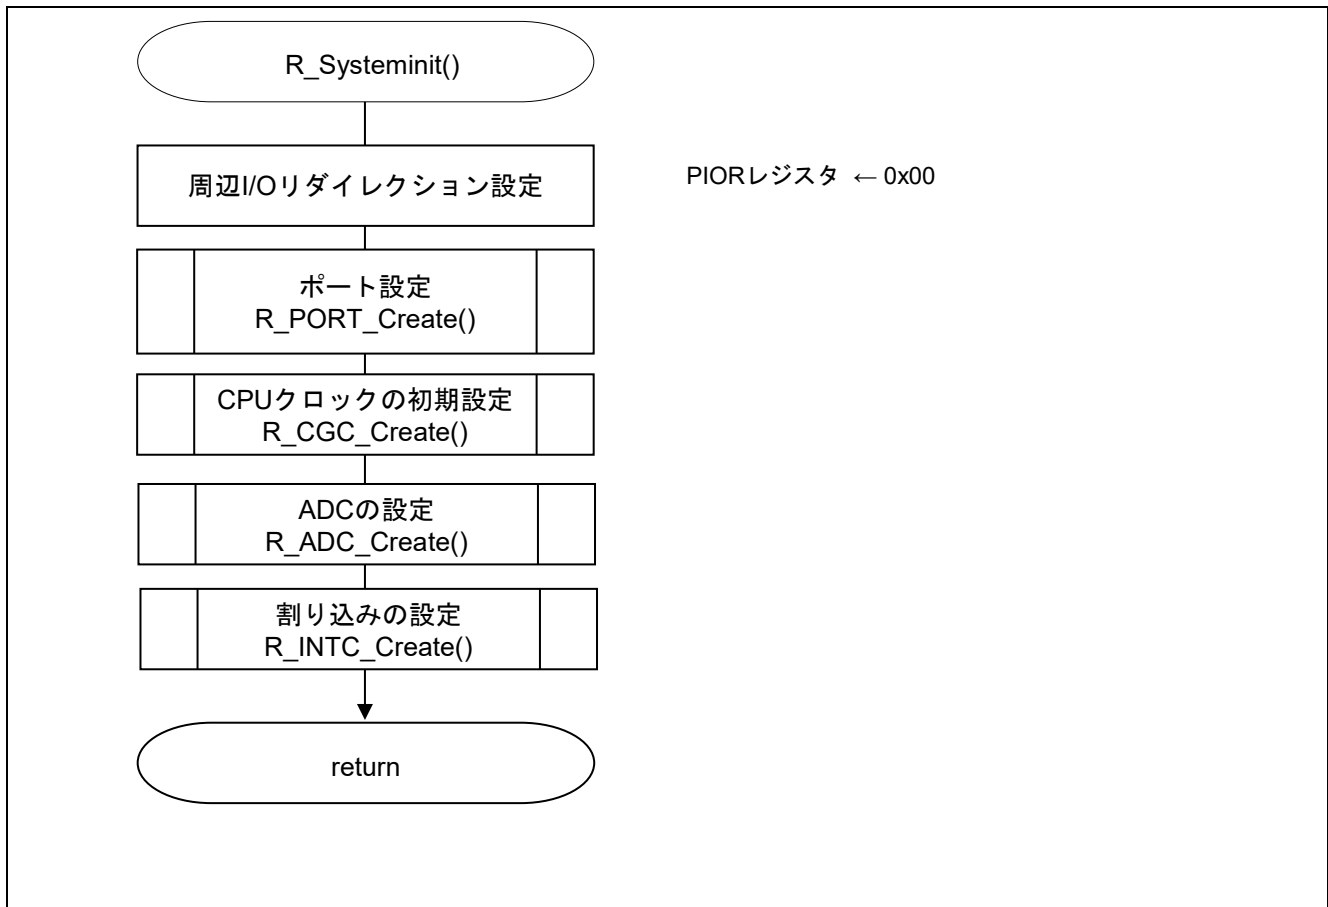 R_Systeminit()
周辺I/Oリダイレクション設定
PIORレジスタ ← 0x00
ポート設定
R_PORT_Create()
CPUクロックの初期設定
R_CGC_Create()
ADCの設定
R_ADC_Create()
割り込みの設定
R_INTC_Create()
return